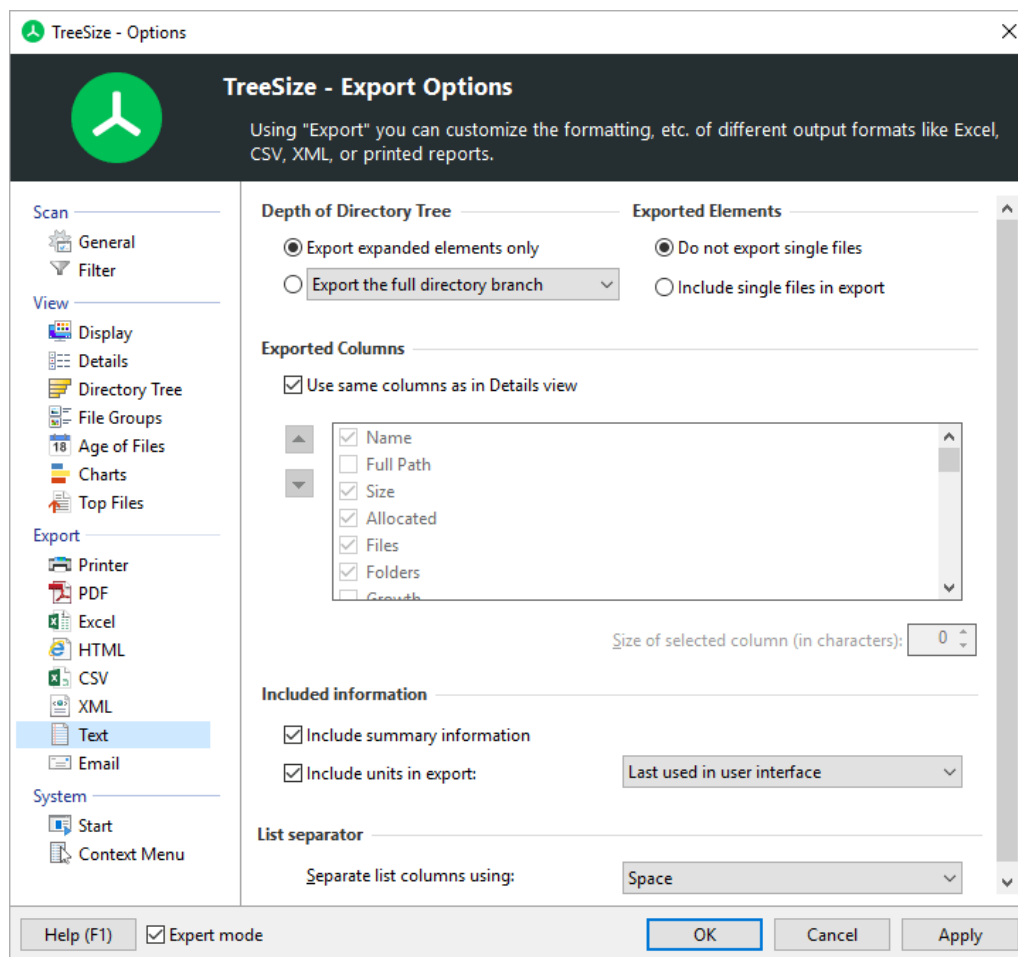 TreeSize - Options
TreeSize - Export Options
Using "Export" you can customize the formatting, etc. of different output formats like Excel,
CSV, XML, or printed reports.
Scan
General
Filter
View
Display
Details
Directory Tree
File Groups
18 Age of Files
Charts
Top Files
Export
Printer
PDF
Excel
HTML
CSV
XML
Text
Email
System
Start
Context Menu
Depth of Directory Tree
Export expanded elements only
Export the full directory branch
Exported Elements
Do not export single files
Include single files in export
Exported Columns
Use same columns as in Details view
Name
Full Path
Size
Allocated
Files
Folders
Growth
Size of selected column (in characters): 0
Included information
Include summary information
Include units in export: Last used in user interface
List separator
Separate list columns using: Space
Help (F1) Expert mode OK Cancel Apply